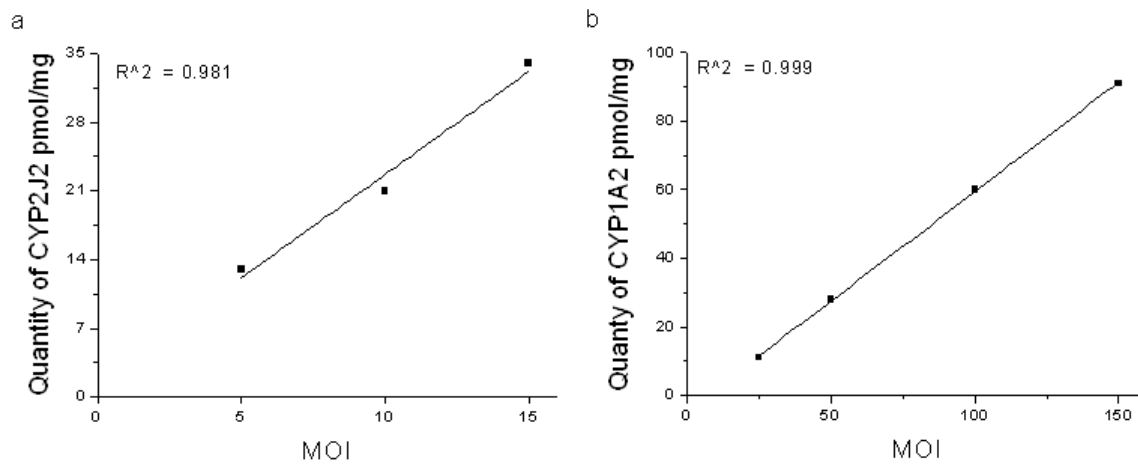 a
R^2 = 0.981
Quantity of CYP2J2 pmol/mg
35
28
21
14
7
0
0
5
10
15
MOI
b
R^2 = 0.999
Quanty of CYP1A2 pmol/mg
100
80
60
40
20
0
0
50
100
150
MOI